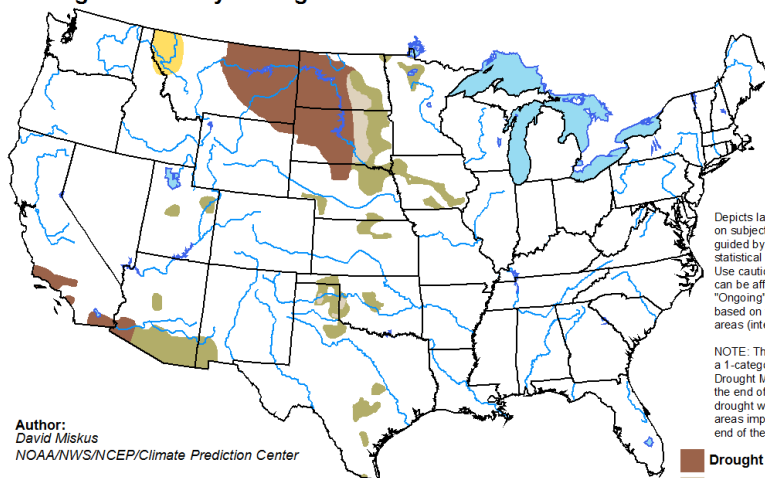 Depicts la
on subject
guided by
statistical
Use cautio
can be aff
"Ongoing"
based on
areas (inte
NOTE: Th
a 1-catego
Drought M
the end of
drought w
areas imp
end of the
Drought
Author:
David Miskus
NOAA/NWS/NCEP/Climate Prediction Center